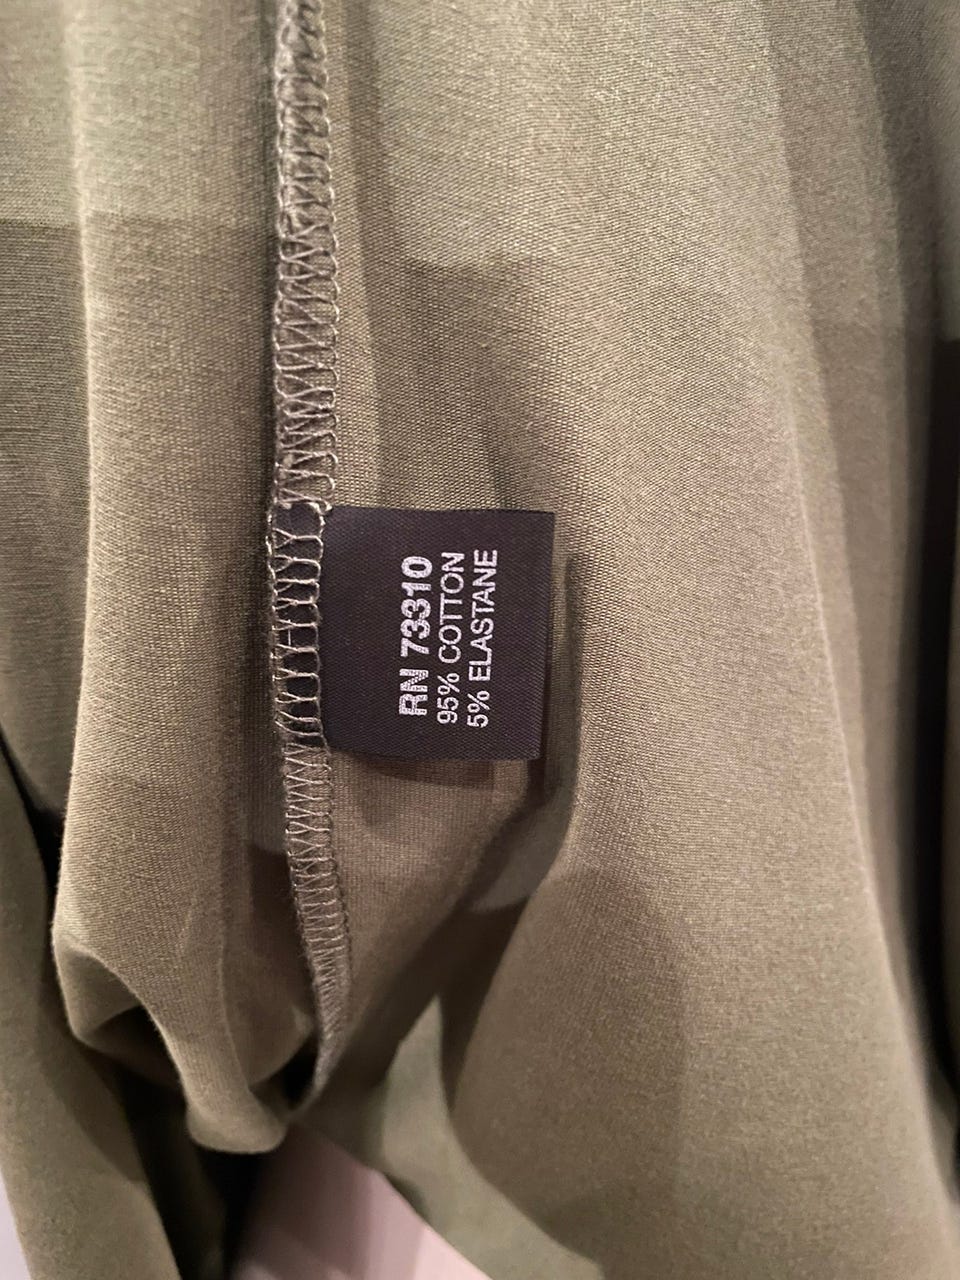 RN 73310
95% COTTON
5% ELASTANE